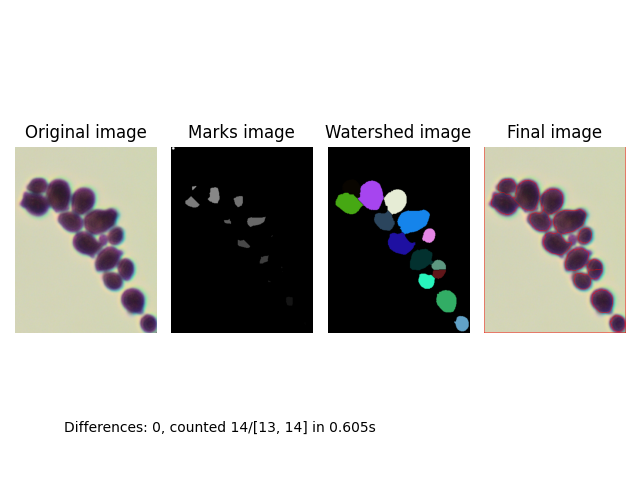 Original image
Marks image
Watershed image
Final image
Differences: 0, counted 14/[13, 14] in 0.605s